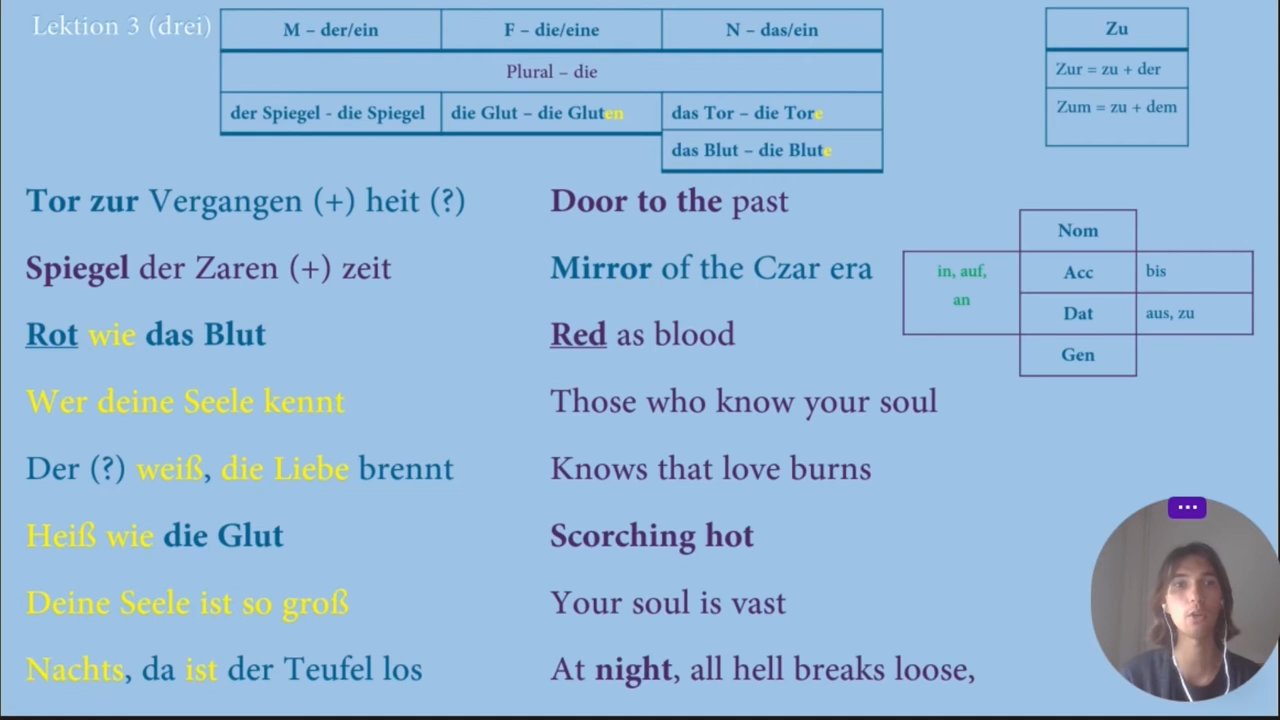 Lektion 3 (drei)
M – der/ein F – die/eine N – das/ein
Plural – die
der Spiegel - die Spiegel die Glut – die Gluten das Tor – die Tore
das Blut – die Blute
Zu
Zur = zu + der
Zum = zu + dem
Tor zur Vergangen (+) heit (?)
Spiegel der Zaren (+) zeit
Rot wie das Blut
Wer deine Seele kennt
Der (?) weiß, die Liebe brennt
Heiß wie die Glut
Deine Seele ist so groß
Nachts, da ist der Teufel los
Door to the past
Mirror of the Czar era
Red as blood
Those who know your soul
Knows that love burns
Scorching hot
Your soul is vast
At night, all hell breaks loose,
Nom
in, auf,
an
Acc bis
Dat aus, zu
Gen